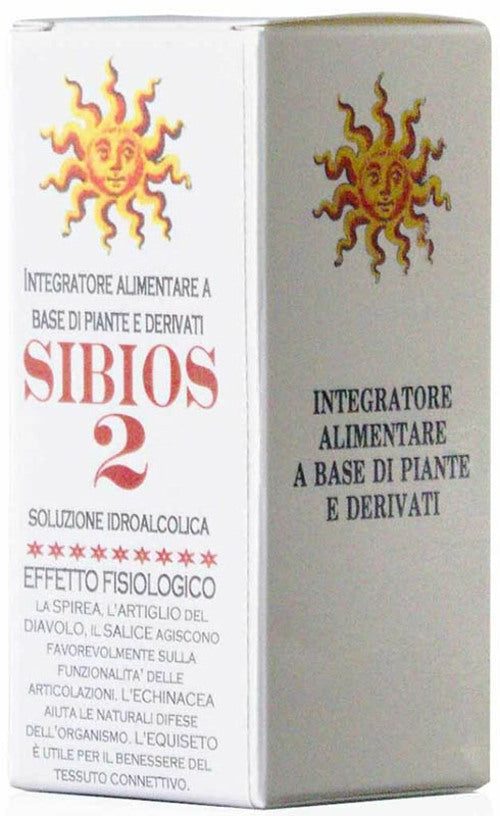 INTEGRATORE ALIMENTARE A
BASE DI PIANTE E DERIVATI
SIBIOS
2
SOLUZIONE IDROALCOLICA
EFFETTO FISIOLOGICO
LA SPIREA, L'ARTIGLIO DEL
DIAVOLO, IL SALICE AGISCONO
FAVOREVOLMENTE SULLA
FUNZIONALITA' DELLE
ARTICOLAZIONI. L'ECHINACEA
AIUTA LE NATURALI DIFESE
DELL'ORGANISMO. L'EQUISETO
È UTILE PER IL BENESSERE DEL
TESSUTO CONNETTIVO.
INTEGRATORE
ALIMENTARE
A BASE DI PIANTE
E DERIVATI